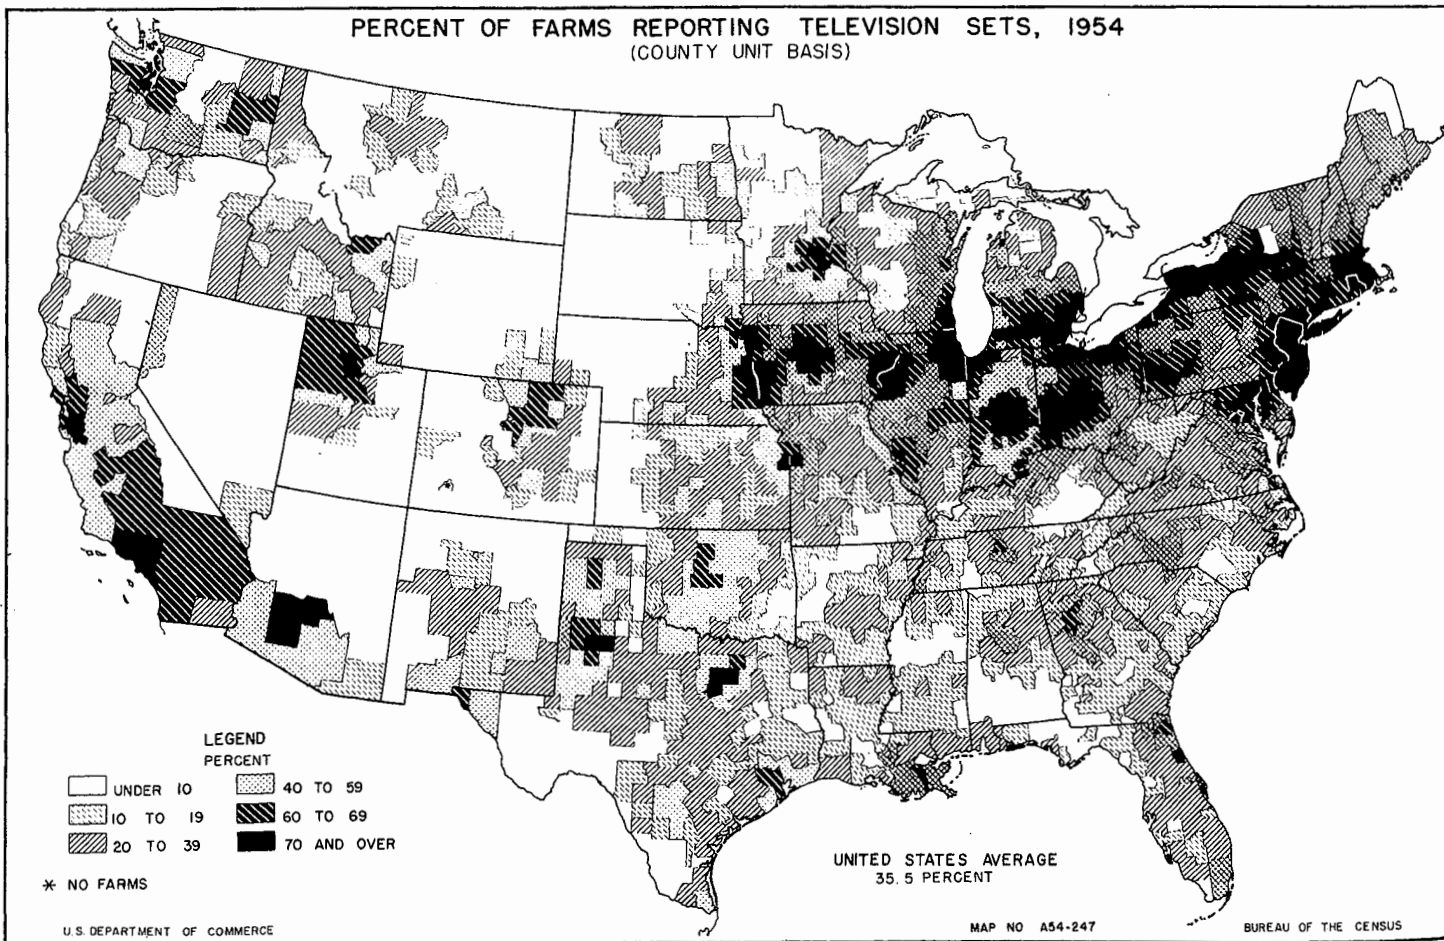 PERCENT OF FARMS REPORTING TELEVISION SETS, 1954
(COUNTY UNIT BASIS)
LEGEND
PERCENT
UNDER 10
10 TO 19
20 TO 39
40 TO 59
60 TO 69
70 AND OVER
* NO FARMS
UNITED STATES AVERAGE
35.5 PERCENT
U.S. DEPARTMENT OF COMMERCE
MAP NO A54-247
BUREAU OF THE CENSUS